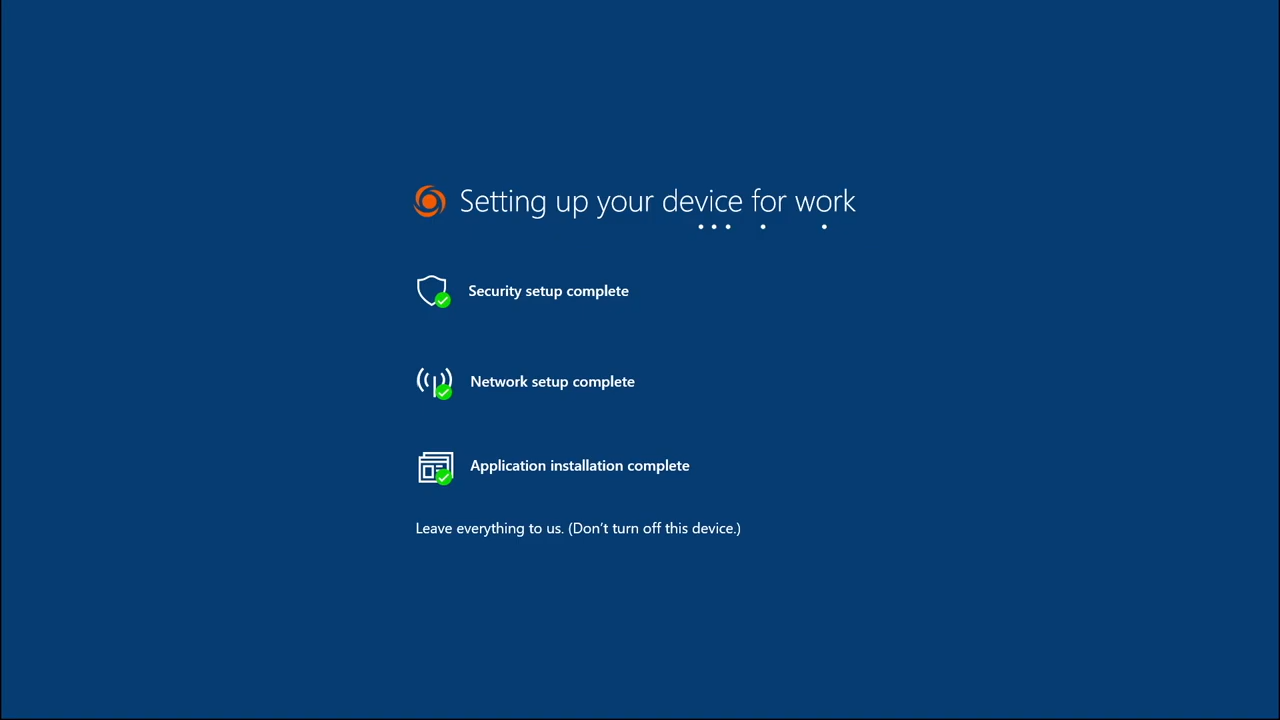 Setting up your device for work
Security setup complete
Network setup complete
Application installation complete
Leave everything to us. (Don’t turn off this device.)